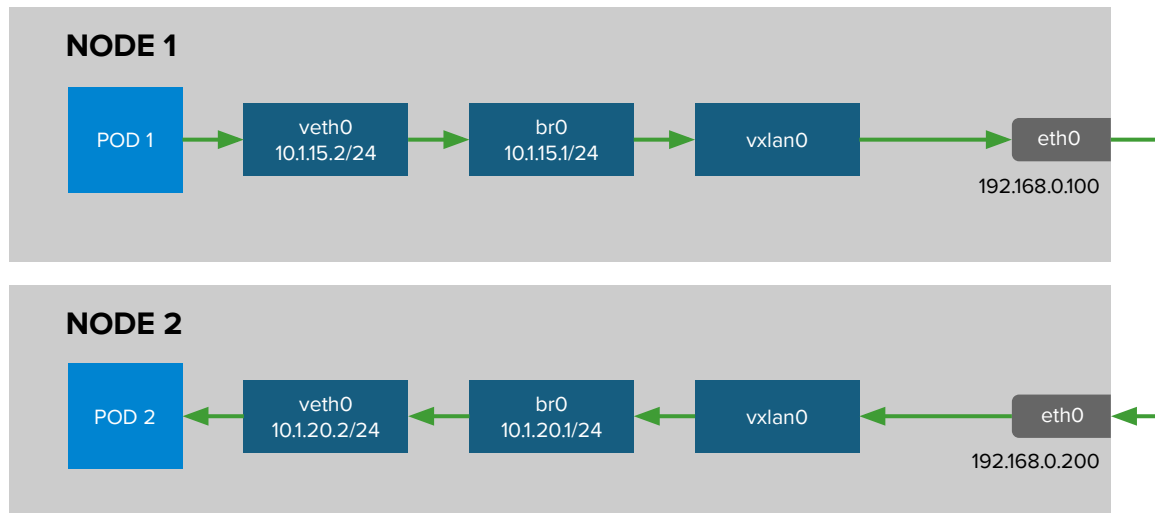 NODE 1
POD 1
veth0
10.1.15.2/24
br0
10.1.15.1/24
vxlan0
eth0
192.168.0.100
NODE 2
POD 2
veth0
10.1.20.2/24
br0
10.1.20.1/24
vxlan0
eth0
192.168.0.200